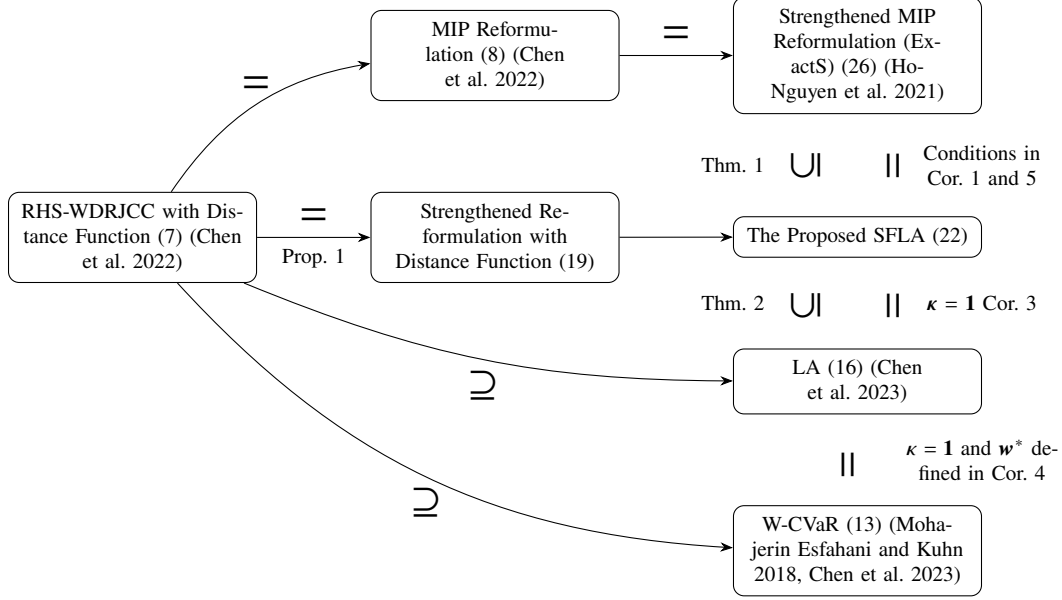 MIP Reformu-
lation (8) (Chen
et al. 2022)
=
Strengthened MIP
Reformulation (Ex-
actS) (26) (Ho-
Nguyen et al. 2021)
=
Thm. 1
⊆
=
Conditions in
Cor. 1 and 5
RHS-WDRJCC with Dis-
tance Function (7) (Chen
et al. 2022)
=
Prop. 1
Strengthened Re-
formulation with
Distance Function (19)
The Proposed SFLA (22)
Thm. 2
⊆
=
κ = 1 Cor. 3
⊇
LA (16) (Chen
et al. 2023)
=
κ = 1 and w* de-
fined in Cor. 4
⊇
W-CVaR (13) (Moha-
jerin Esfahani and Kuhn
2018, Chen et al. 2023)